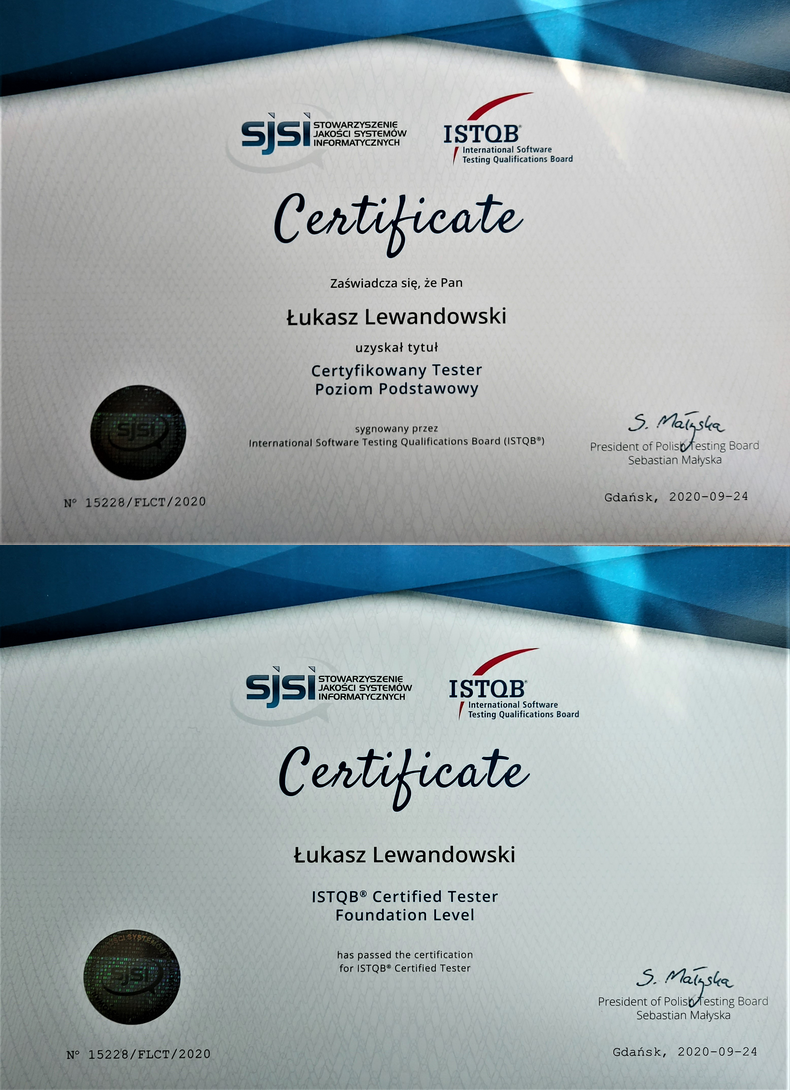 sjsi STOWARZYSZENIE
JAKOŚCI SYSTEMÓW
INFORMATYCZNYCH
ISTQB®
International Software
Testing Qualifications Board
Certificate
Zaświadcza się, że Pan
Łukasz Lewandowski
uzyskał tytuł
Certyfikowany Tester
Poziom Podstawowy
sygnowany przez
International Software Testing Qualifications Board (ISTQB®)
sjsi
S. Małyska
President of Polish Testing Board
Sebastian Małyska
Nº 15228/FLCT/2020
Gdańsk, 2020-09-24
sjsi STOWARZYSZENIE
JAKOŚCI SYSTEMÓW
INFORMATYCZNYCH
ISTQB®
International Software
Testing Qualifications Board
Certificate
Łukasz Lewandowski
ISTQB® Certified Tester
Foundation Level
has passed the certification
for ISTQB® Certified Tester
sjsi
S. Małyska
President of Polish Testing Board
Sebastian Małyska
Nº 15228/FLCT/2020
Gdańsk, 2020-09-24